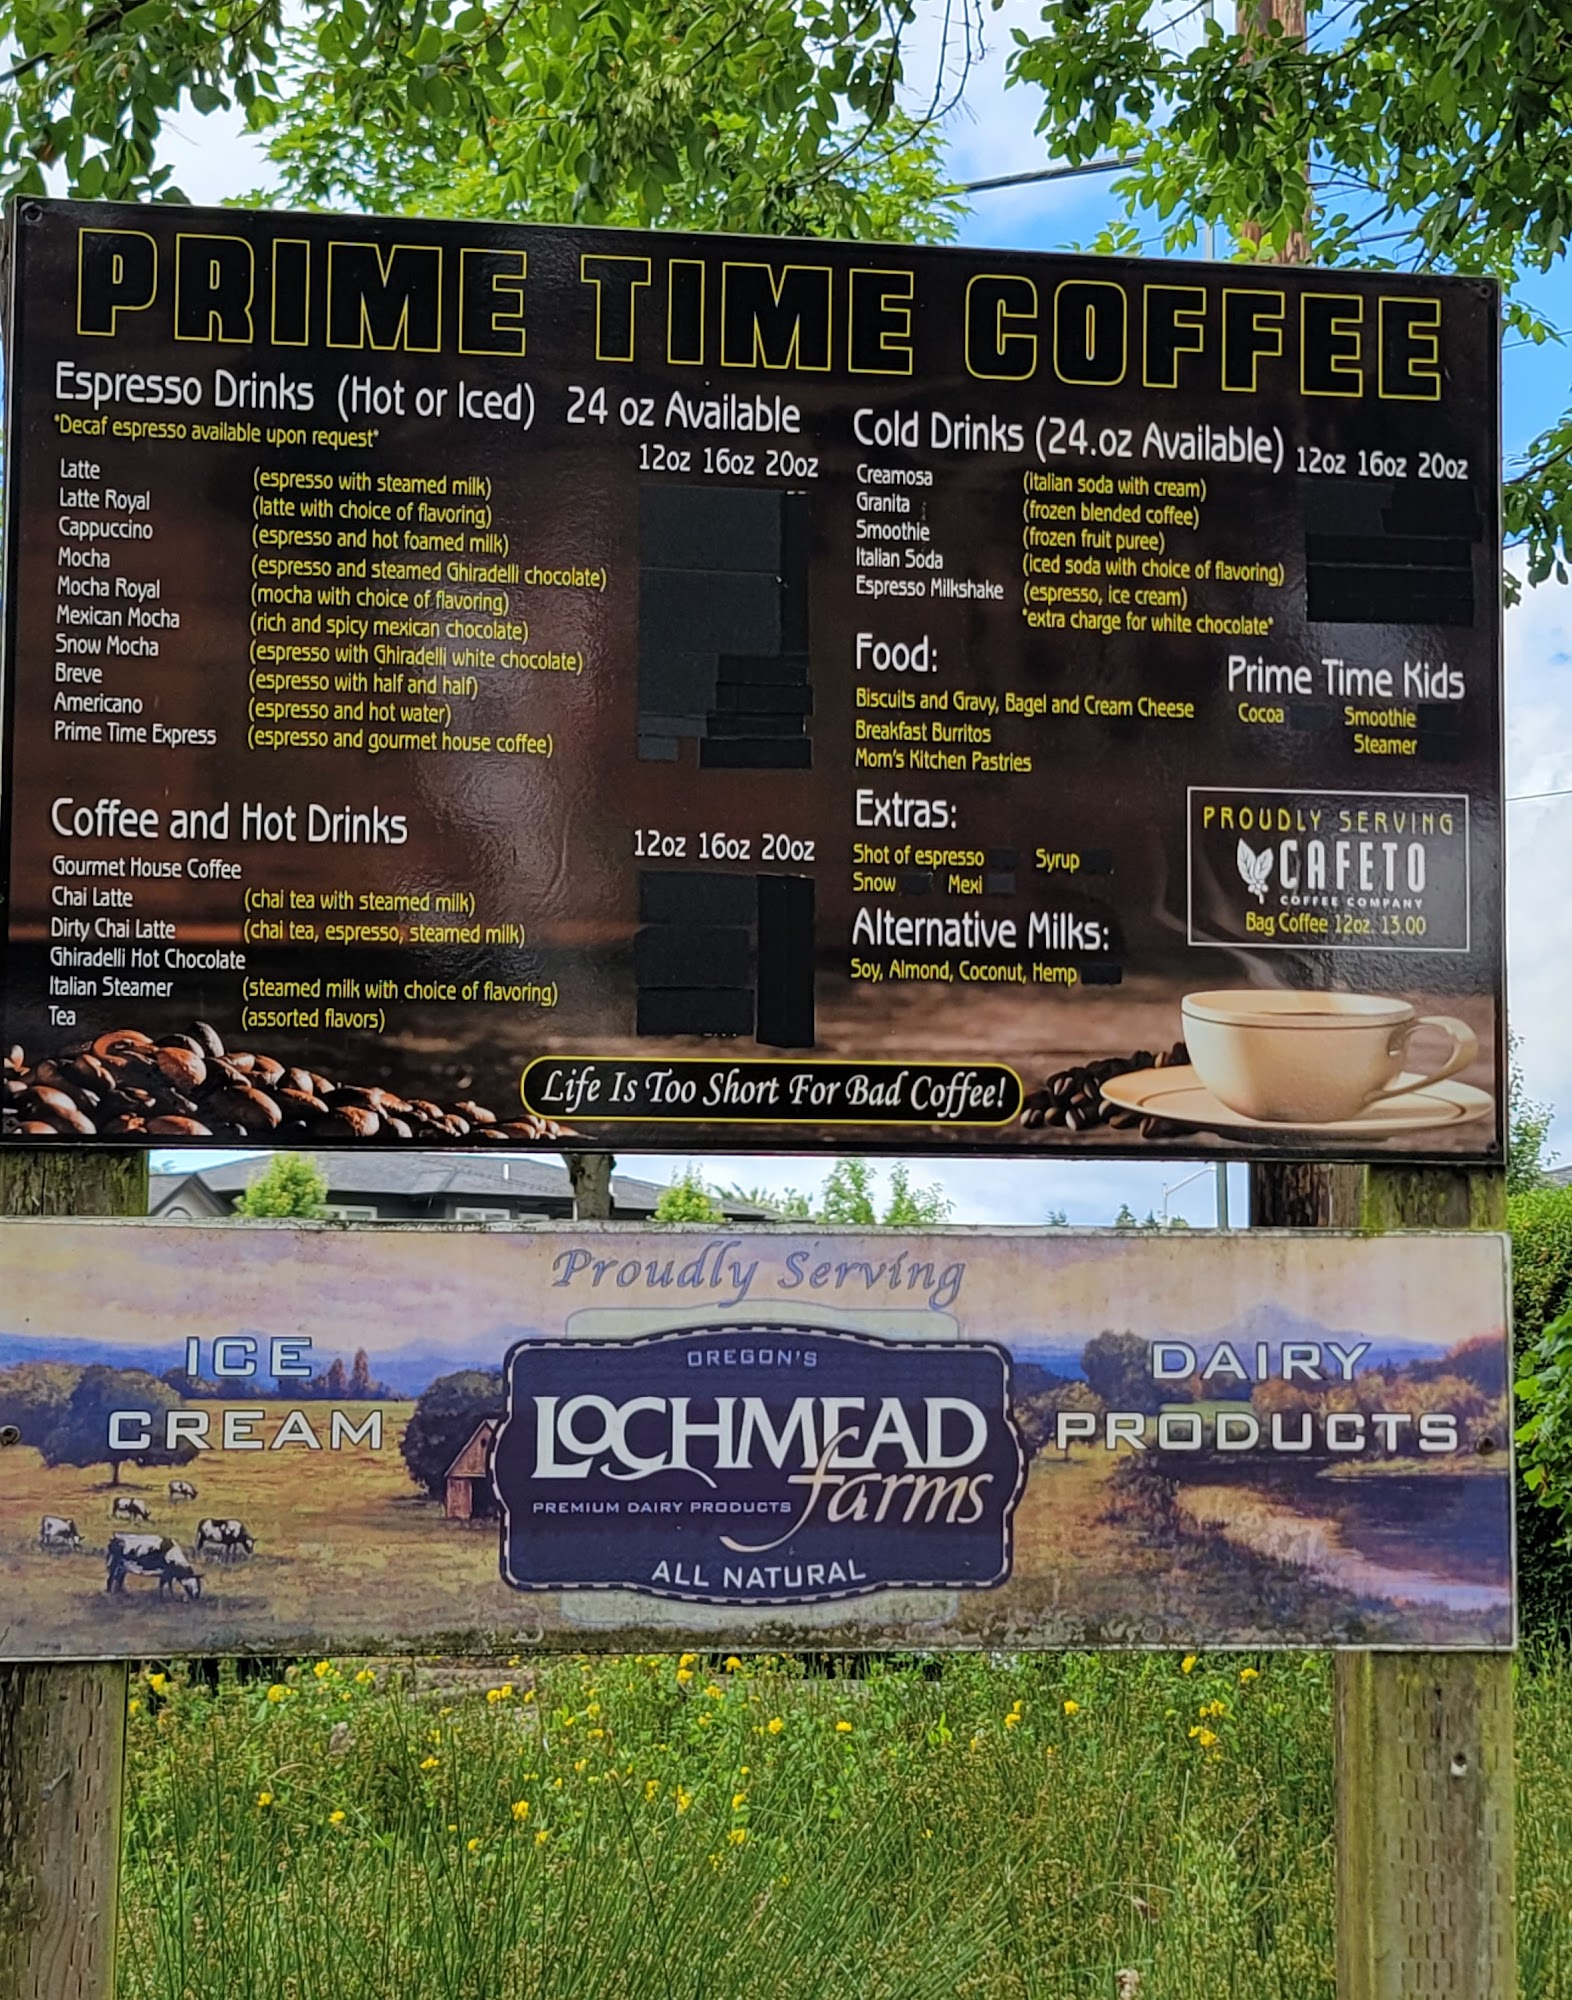 PRIME TIME COFFEE
Espresso Drinks (Hot or Iced) 24 oz Available
"Decaf espresso available upon request"
12oz 16oz 20oz
Latte (espresso with steamed milk)
Latte Royal (latte with choice of flavoring)
Cappuccino (espresso and hot foamed milk)
Mocha (espresso and steamed Ghiradelli chocolate)
Mocha Royal (mocha with choice of flavoring)
Mexican Mocha (rich and spicy mexican chocolate)
Snow Mocha (espresso with Ghiradelli white chocolate)
Breve (espresso with half and half)
Americano (espresso and hot water)
Prime Time Express (espresso and gourmet house coffee)
Coffee and Hot Drinks
12oz 16oz 20oz
Gourmet House Coffee
Chai Latte (chai tea with steamed milk)
Dirty Chai Latte (chai tea, espresso, steamed milk)
Ghiradelli Hot Chocolate
Italian Steamer (steamed milk with choice of flavoring)
Tea (assorted flavors)
Cold Drinks (24.oz Available) 12oz 16oz 20oz
Creamosa (italian soda with cream)
Granita (frozen blended coffee)
Smoothie (frozen fruit puree)
Italian Soda (iced soda with choice of flavoring)
Espresso Milkshake (espresso, ice cream)
"extra charge for white chocolate"
Food:
Biscuits and Gravy, Bagel and Cream Cheese
Breakfast Burritos
Mom's Kitchen Pastries
Prime Time Kids
Cocoa Smoothie
Steamer
Extras:
Shot of espresso Syrup
Snow Mexi
Alternative Milks:
Soy, Almond, Coconut, Hemp
PROUDLY SERVING
CAFETO
COFFEE COMPANY
Bag Coffee 12oz. 13.00
Life Is Too Short For Bad Coffee!
Proudly Serving
ICE
CREAM
OREGON'S
LOCHMEAD
farms
PREMIUM DAIRY PRODUCTS
ALL NATURAL
DAIRY
PRODUCTS